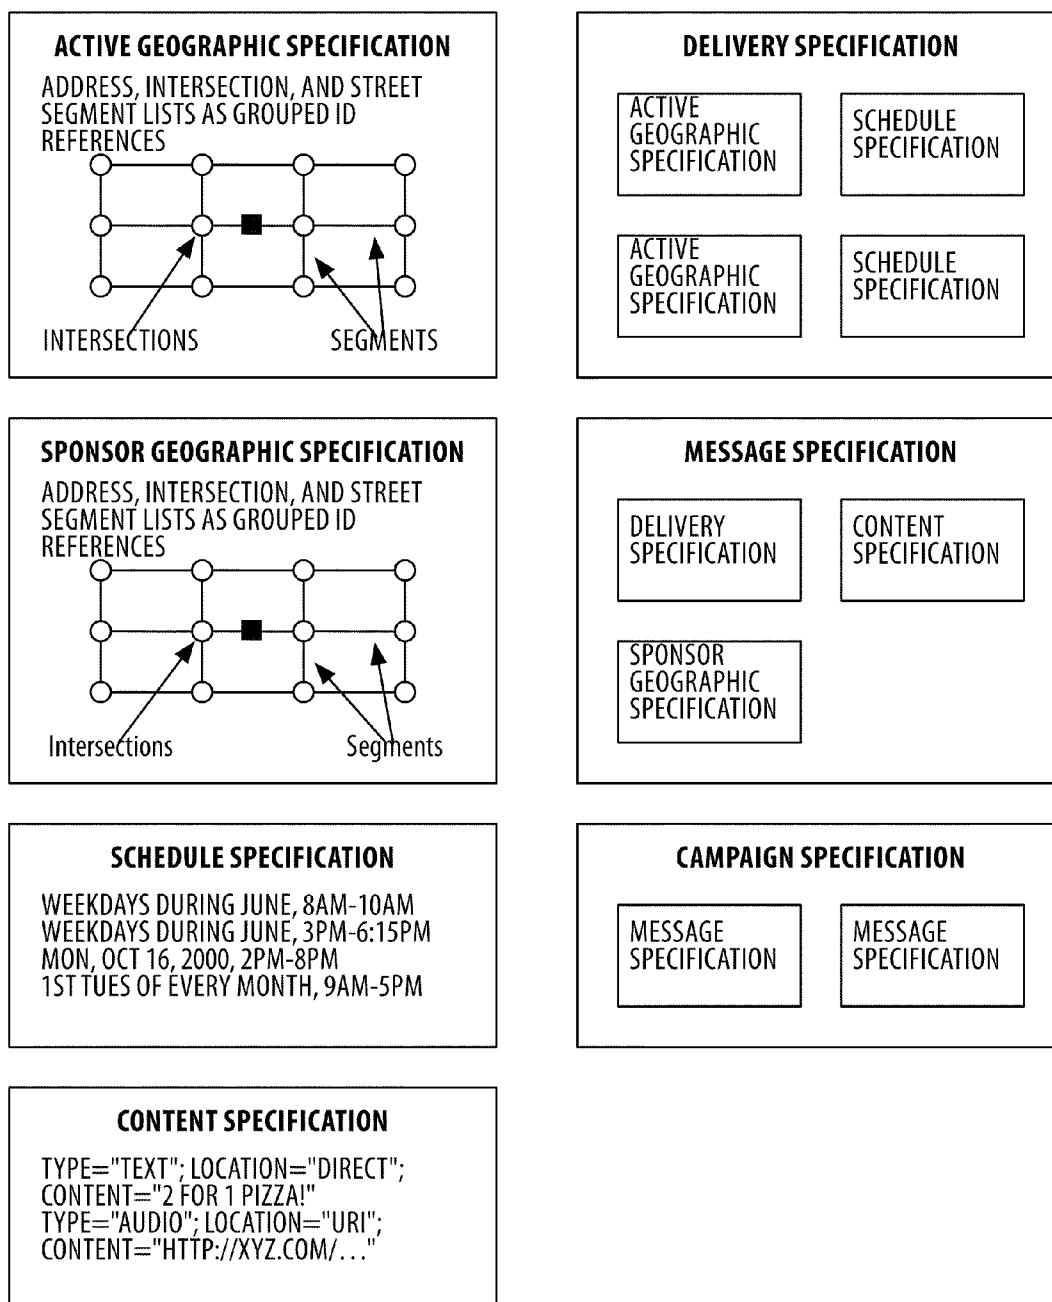 ACTIVE GEOGRAPHIC SPECIFICATION
ADDRESS, INTERSECTION, AND STREET
SEGMENT LISTS AS GROUPED ID
REFERENCES
INTERSECTIONS
SEGMENTS
DELIVERY SPECIFICATION
ACTIVE
GEOGRAPHIC
SPECIFICATION
SCHEDULE
SPECIFICATION
ACTIVE
GEOGRAPHIC
SPECIFICATION
SCHEDULE
SPECIFICATION
SPONSOR GEOGRAPHIC SPECIFICATION
ADDRESS, INTERSECTION, AND STREET
SEGMENT LISTS AS GROUPED ID
REFERENCES
Intersections
Segments
MESSAGE SPECIFICATION
DELIVERY
SPECIFICATION
CONTENT
SPECIFICATION
SPONSOR
GEOGRAPHIC
SPECIFICATION
SCHEDULE SPECIFICATION
WEEKDAYS DURING JUNE, 8AM-10AM
WEEKDAYS DURING JUNE, 3PM-6:15PM
MON, OCT 16, 2000, 2PM-8PM
1ST TUES OF EVERY MONTH, 9AM-5PM
CAMPAIGN SPECIFICATION
MESSAGE
SPECIFICATION
MESSAGE
SPECIFICATION
CONTENT SPECIFICATION
TYPE="TEXT"; LOCATION="DIRECT";
CONTENT="2 FOR 1 PIZZA!"
TYPE="AUDIO"; LOCATION="URI";
CONTENT="HTTP://XYZ.COM/..."